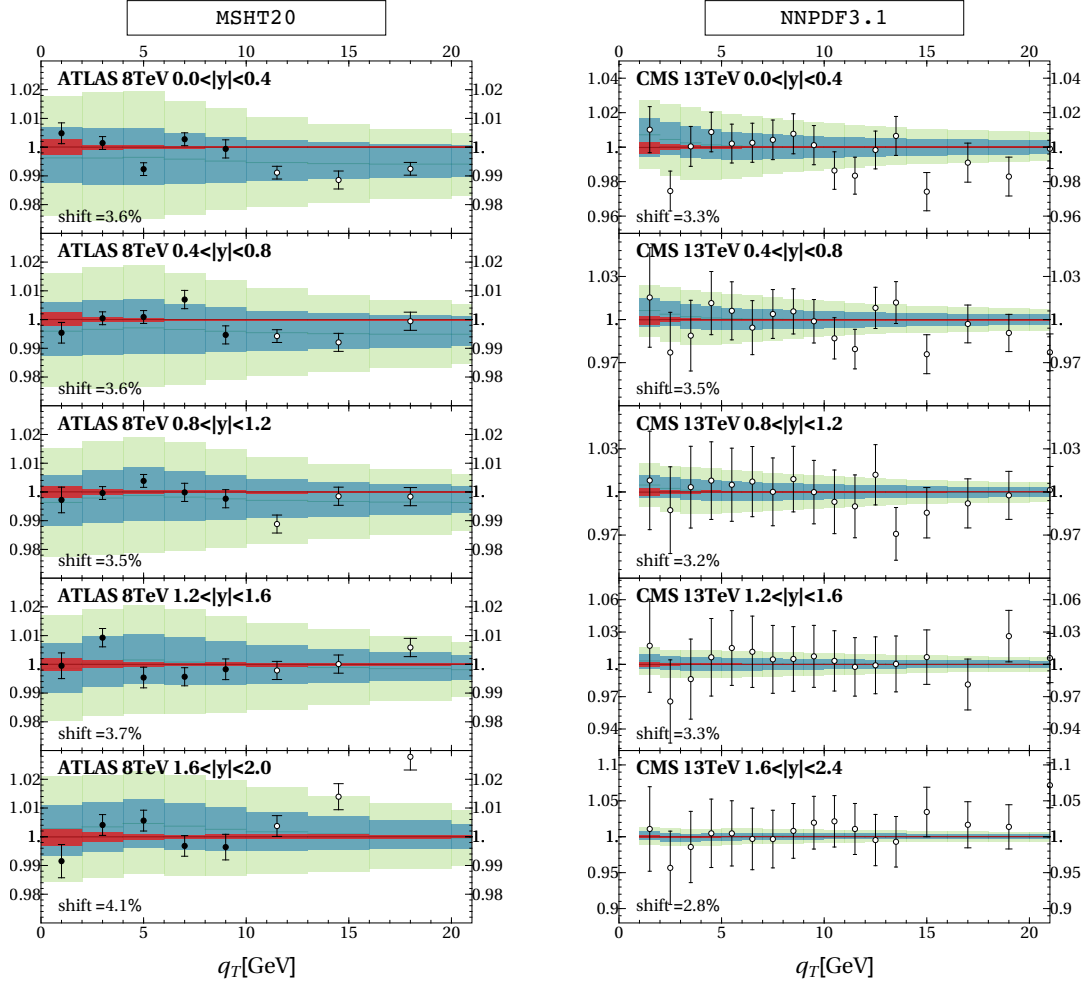 MSHT20
NNPDF3.1
0 5 10 15 20
0 5 10 15 20
ATLAS 8TeV 0.0<|y|<0.4
1.02 1.02
1.01 1.01
1. 1.
0.99 0.99
0.98 0.98
shift =3.6%
ATLAS 8TeV 0.4<|y|<0.8
1.02 1.02
1.01 1.01
1. 1.
0.99 0.99
0.98 0.98
shift =3.6%
ATLAS 8TeV 0.8<|y|<1.2
1.02 1.02
1.01 1.01
1. 1.
0.99 0.99
0.98 0.98
shift =3.5%
ATLAS 8TeV 1.2<|y|<1.6
1.02 1.02
1.01 1.01
1. 1.
0.99 0.99
0.98 0.98
shift =3.7%
ATLAS 8TeV 1.6<|y|<2.0
1.02 1.02
1.01 1.01
1. 1.
0.99 0.99
0.98 0.98
shift =4.1%
0 5 10 15 20
qT[GeV]
CMS 13TeV 0.0<|y|<0.4
1.04 1.04
1.02 1.02
1. 1.
0.98 0.98
0.96 0.96
shift =3.3%
CMS 13TeV 0.4<|y|<0.8
1.03 1.03
1. 1.
0.97 0.97
shift =3.5%
CMS 13TeV 0.8<|y|<1.2
1.03 1.03
1. 1.
0.97 0.97
shift =3.2%
CMS 13TeV 1.2<|y|<1.6
1.06 1.06
1.03 1.03
1. 1.
0.97 0.97
0.94 0.94
shift =3.3%
CMS 13TeV 1.6<|y|<2.4
1.1 1.1
1.05 1.05
1. 1.
0.95 0.95
0.9 0.9
shift=2.8%
0 5 10 15 20
qT[GeV]